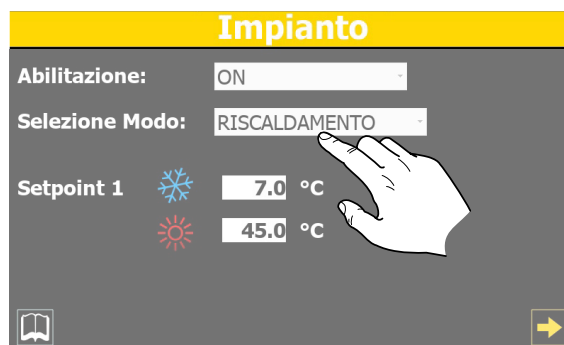 Impianto
Abilitazione: ON
Selezione Modo: RISCALDAMENTO
Setpoint 1 7.0 °C
45.0 °C